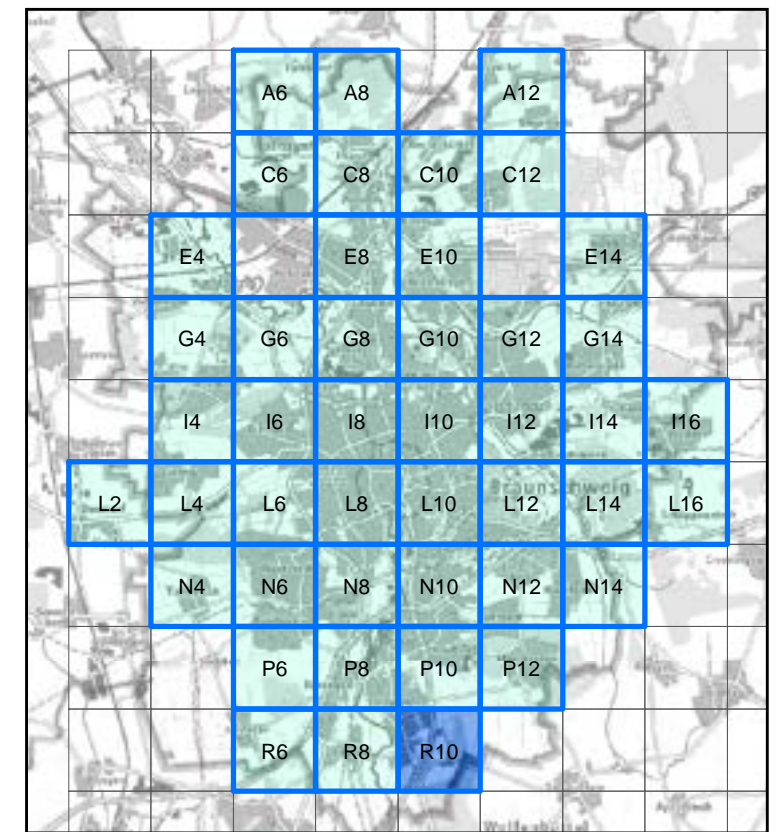 A6 A8 A12
C6 C8 C10 C12
E4 E8 E10 E14
G4 G6 G8 G10 G12 G14
I4 I6 I8 I10 I12 I14 I16
Braunschweig
L2 L4 L6 L8 L10 L12 L14 L16
N4 N6 N8 N10 N12 N14
P6 P8 P10 P12
R6 R8 R10
Wolfenbüttel